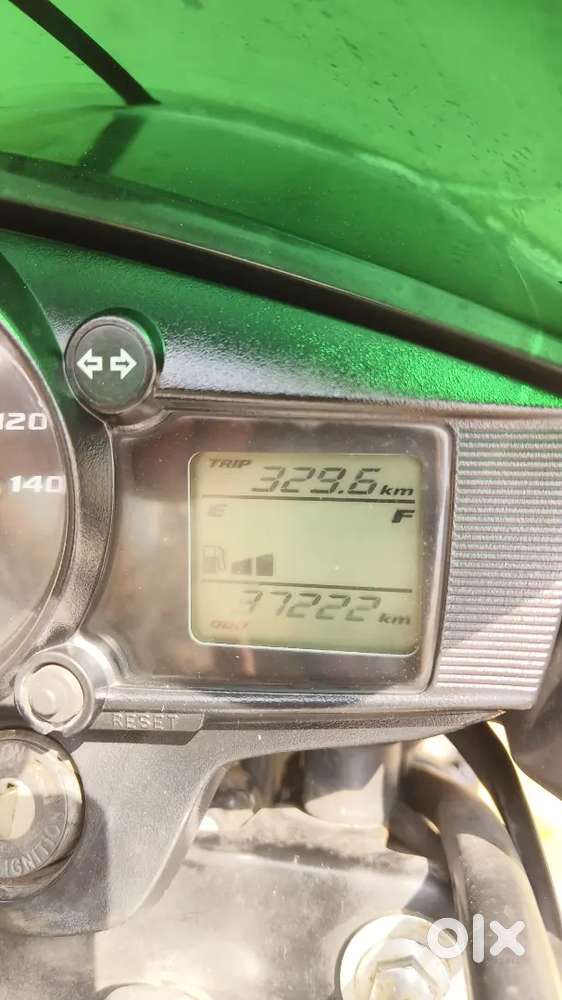 120
140
TRIP 329.6 km
E F
37222 km
ODO
RESET
IGNITION
olx